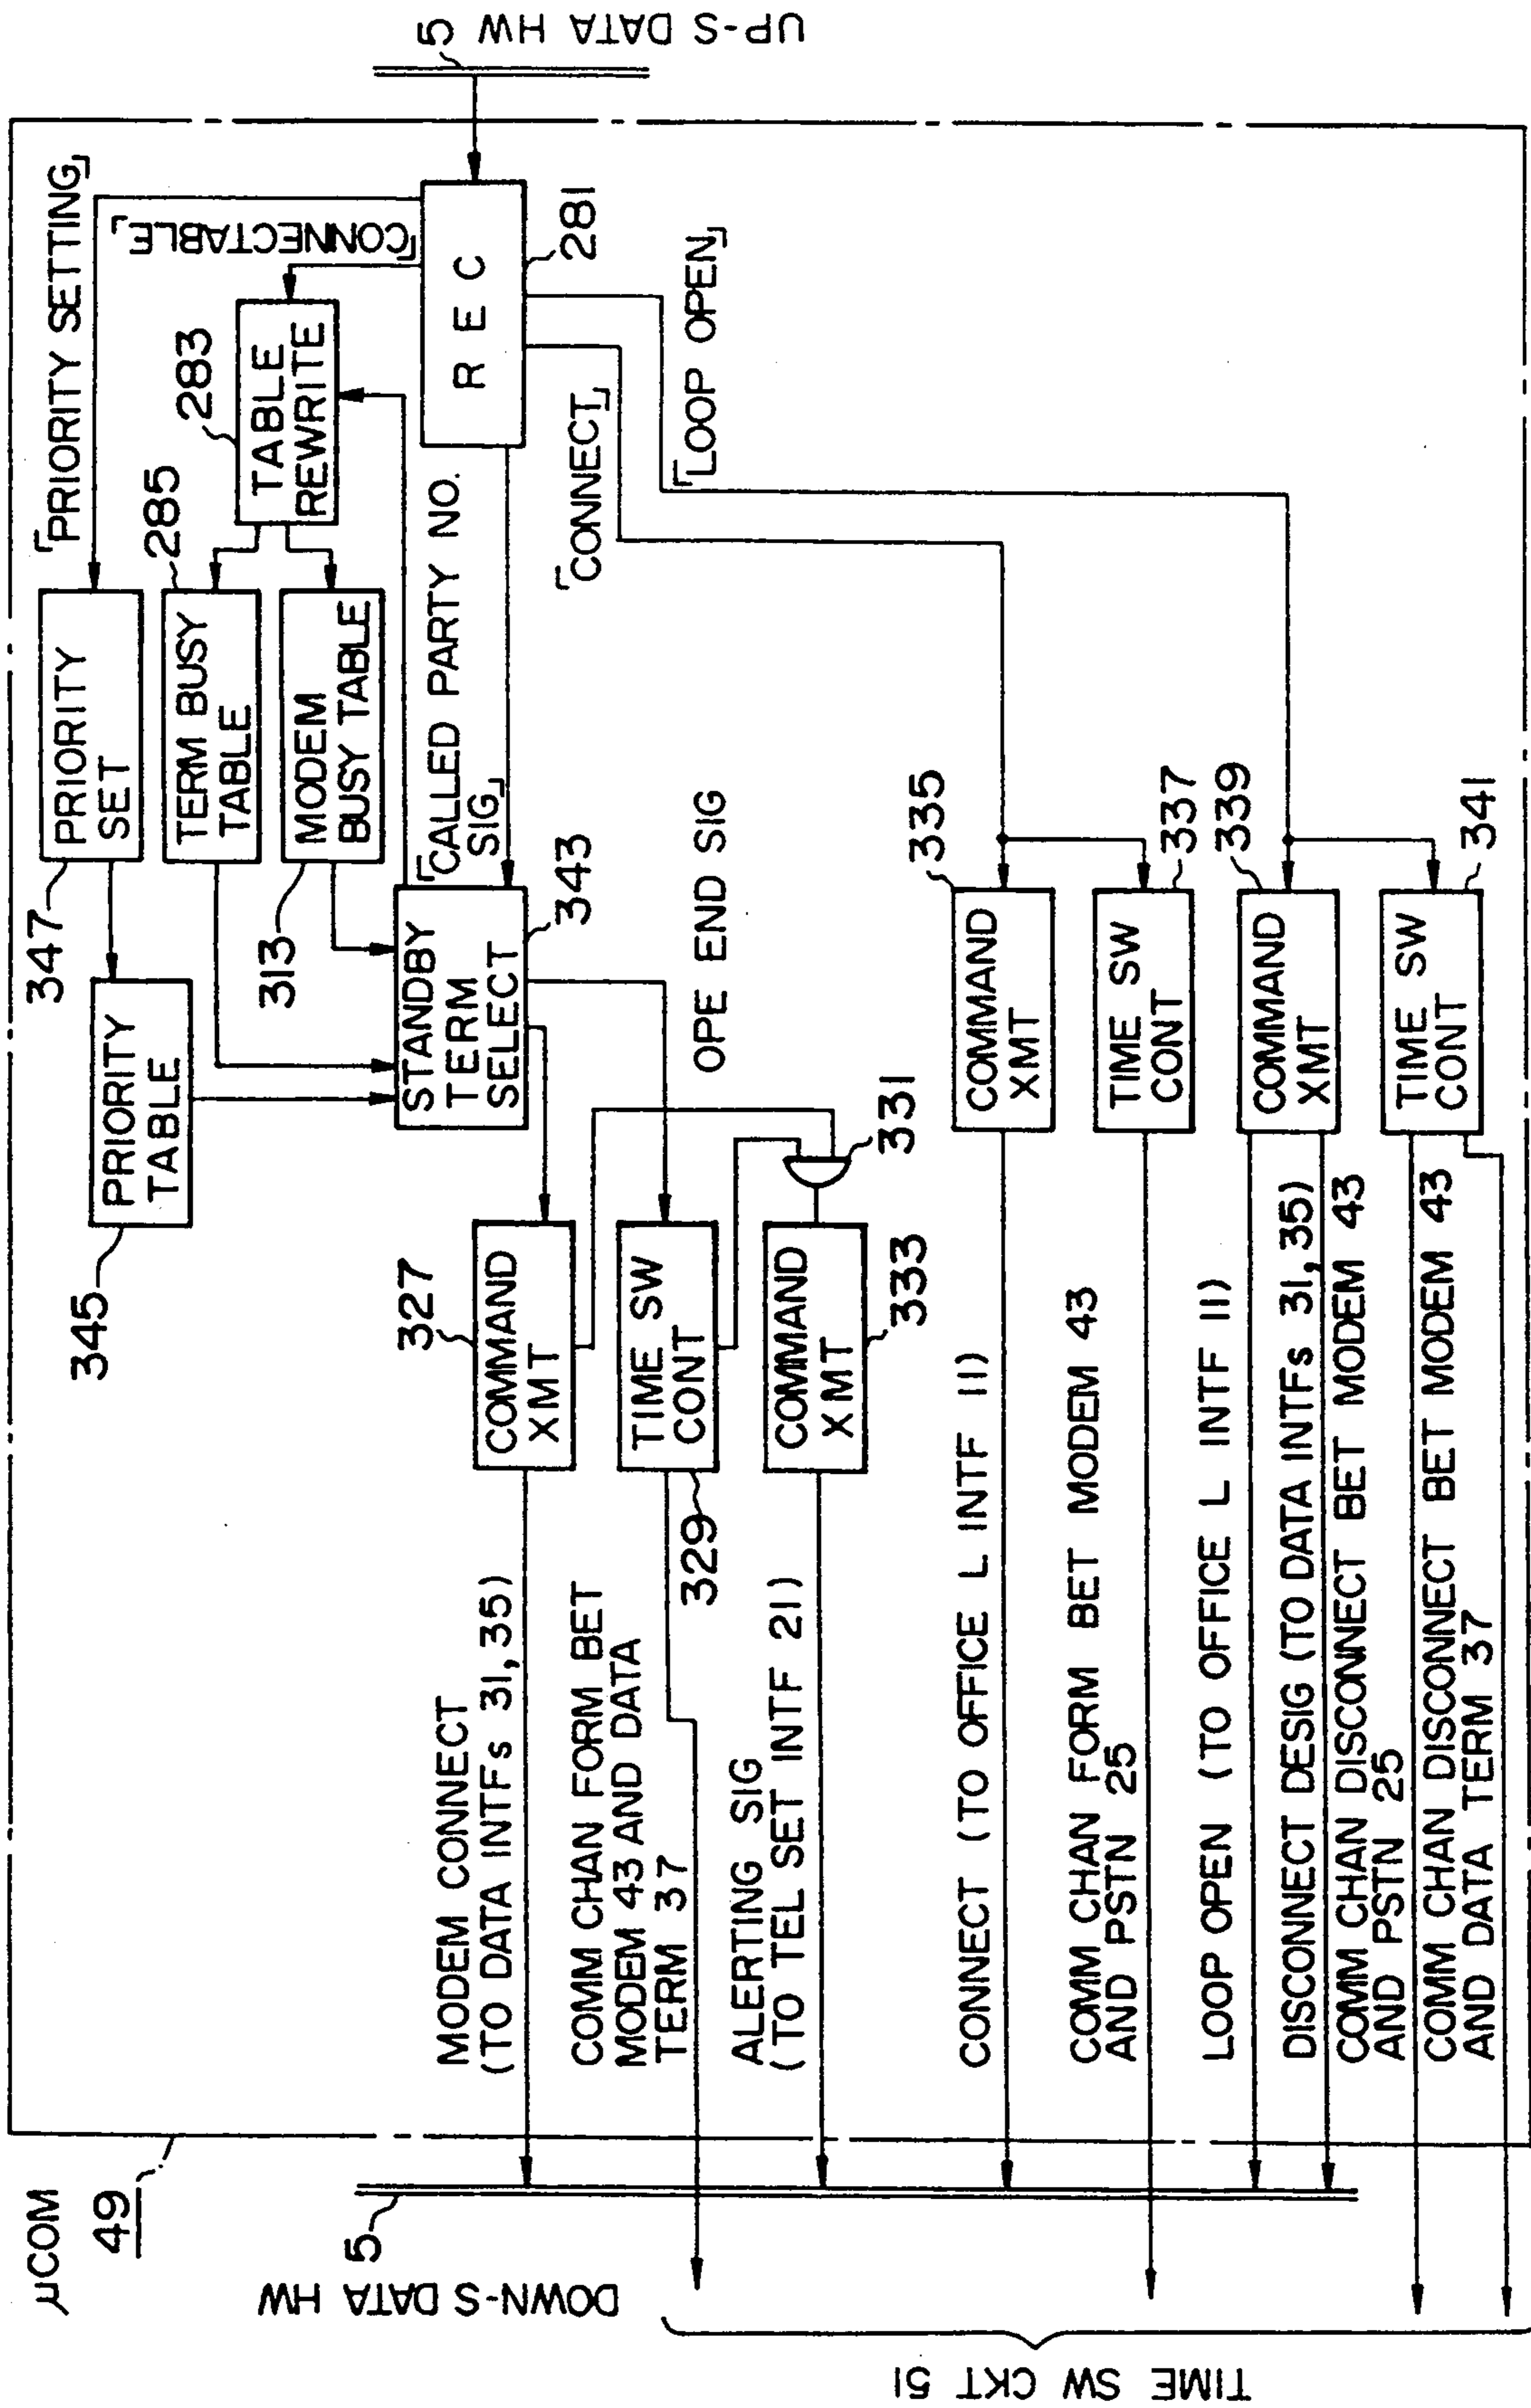 μCOM
49
UP-S DATA HW 5
「PRIORITY SETTING」
「CONNECTABLE」
347
PRIORITY
SET
285
TERM BUSY
TABLE
283
TABLE
REWRITE
313
MODEM
BUSY TABLE
345
PRIORITY
TABLE
REC
281
「CALLED PARTY NO.
SIG」
STANDBY
TERM
SELECT
343
「CONNECT」
「LOOP OPEN」
OPE END SIG
327
COMMAND
XMT
329
TIME SW
CONT
331
COMMAND
XMT
333
335
COMMAND
XMT
337
TIME SW
CONT
339
COMMAND
XMT
341
TIME SW
CONT
MODEM CONNECT
(TO DATA INTFs 31, 35)
COMM CHAN FORM BET
MODEM 43 AND DATA
TERM 37
ALERTING SIG
(TO TEL SET INTF 21)
CONNECT (TO OFFICE L INTF 11)
COMM CHAN FORM BET MODEM 43
AND PSTN 25
LOOP OPEN (TO OFFICE L INTF 11)
DISCONNECT DESIG (TO DATA INTFs 31, 35)
COMM CHAN DISCONNECT BET MODEM 43
AND PSTN 25
COMM CHAN DISCONNECT BET MODEM 43
AND DATA TERM 37
5
DOWN-S DATA HW
TIME SW CKT 51